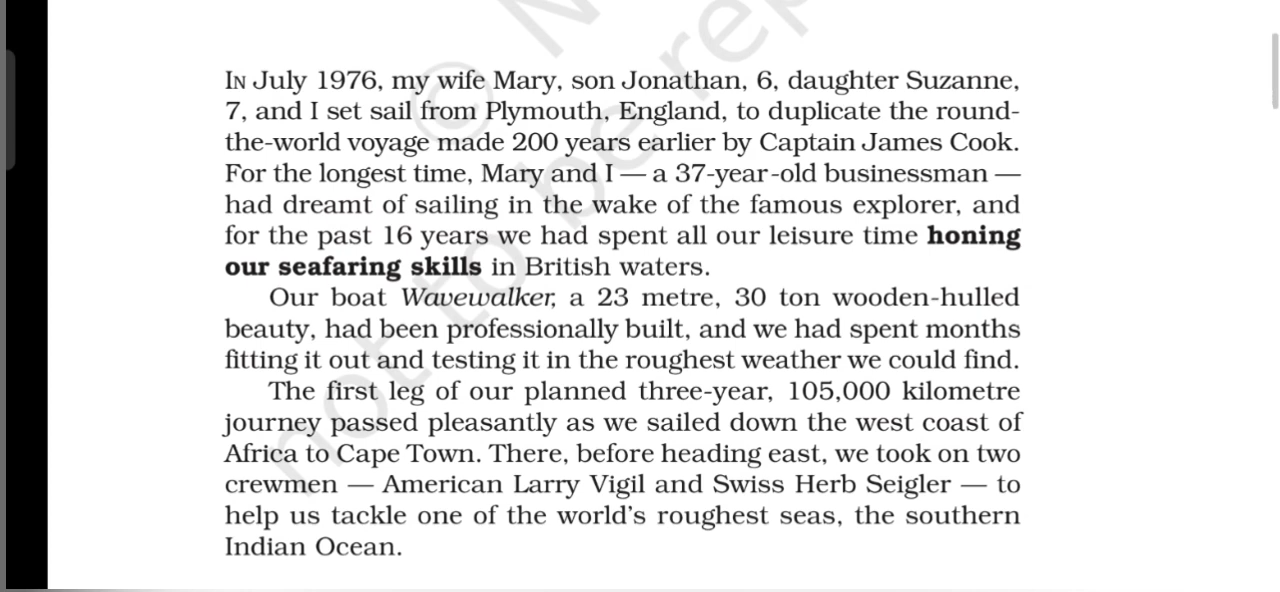 IN July 1976, my wife Mary, son Jonathan, 6, daughter Suzanne,
7, and I set sail from Plymouth, England, to duplicate the round-
the-world voyage made 200 years earlier by Captain James Cook.
For the longest time, Mary and I — a 37-year-old businessman —
had dreamt of sailing in the wake of the famous explorer, and
for the past 16 years we had spent all our leisure time honing
our seafaring skills in British waters.
Our boat Wavewalker, a 23 metre, 30 ton wooden-hulled
beauty, had been professionally built, and we had spent months
fitting it out and testing it in the roughest weather we could find.
The first leg of our planned three-year, 105,000 kilometre
journey passed pleasantly as we sailed down the west coast of
Africa to Cape Town. There, before heading east, we took on two
crewmen — American Larry Vigil and Swiss Herb Seigler — to
help us tackle one of the world's roughest seas, the southern
Indian Ocean.
© N
not to be rep